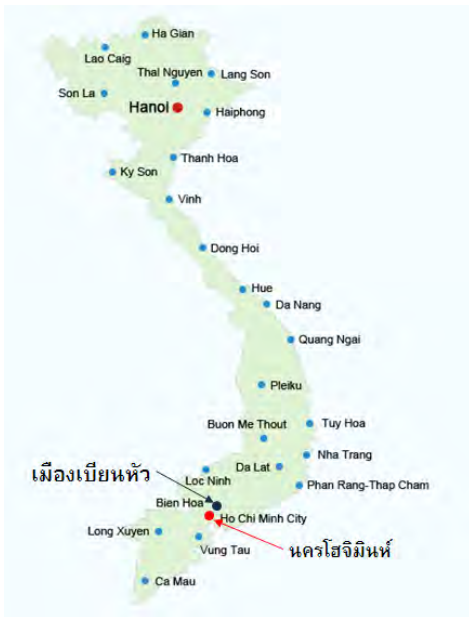 Ha Gian
Lao Caig
Thal Nguyen
Lang Son
Son La
Hanoi
Haiphong
Thanh Hoa
Ky Son
Vinh
Dong Hoi
Hue
Da Nang
Quang Ngai
Pleiku
Buon Me Thout
Tuy Hoa
Nha Trang
เมืองเบียนหัว
Da Lat
Loc Ninh
Phan Rang-Thap Cham
Bien Hoa
Ho Chi Minh City
Long Xuyen
Vung Tau
นครโฮจิมินห์
Ca Mau